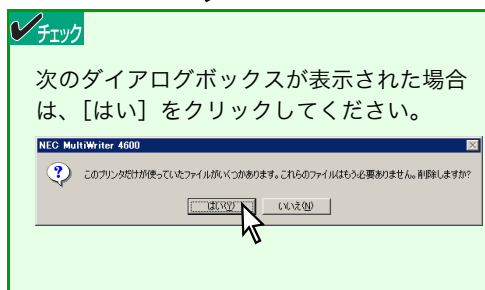 チェック
次のダイアログボックスが表示された場合
は、[はい] をクリックしてください。
NEC MultiWriter 4600
このプリンタだけが使っていたファイルがいくつかあります。これらのファイルはもう必要ありません。削除しますか?
はい(Y)
いいえ(N)